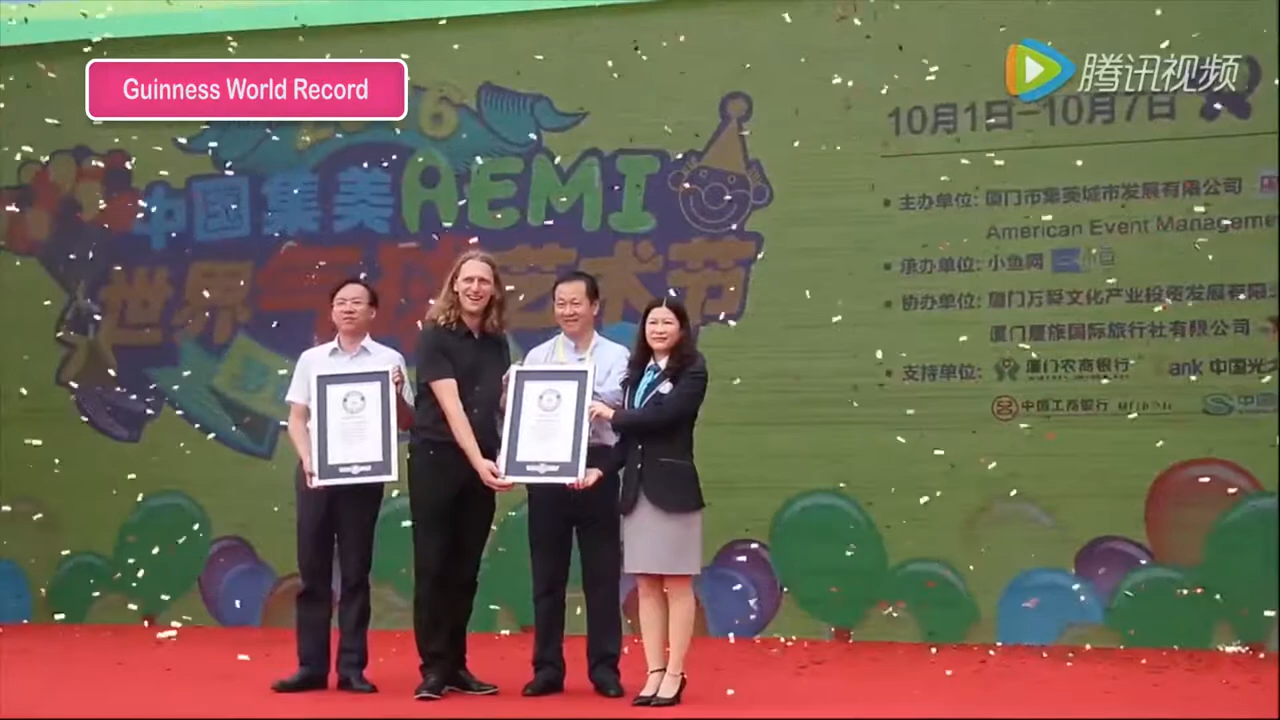 Guinness World Record
腾讯视频
中国集美AEMI
世界气球艺术节
10月1日-10月7日
主办单位: 厦门市集美城市发展有限公司
American Event Manageme
承办单位: 小鱼网
协办单位: 厦门万舜文化产业投资发展有限
厦门厦旅国际旅行社有限公司
支持单位: 厦门农商银行 ank 中国光大
中国工商银行 中国